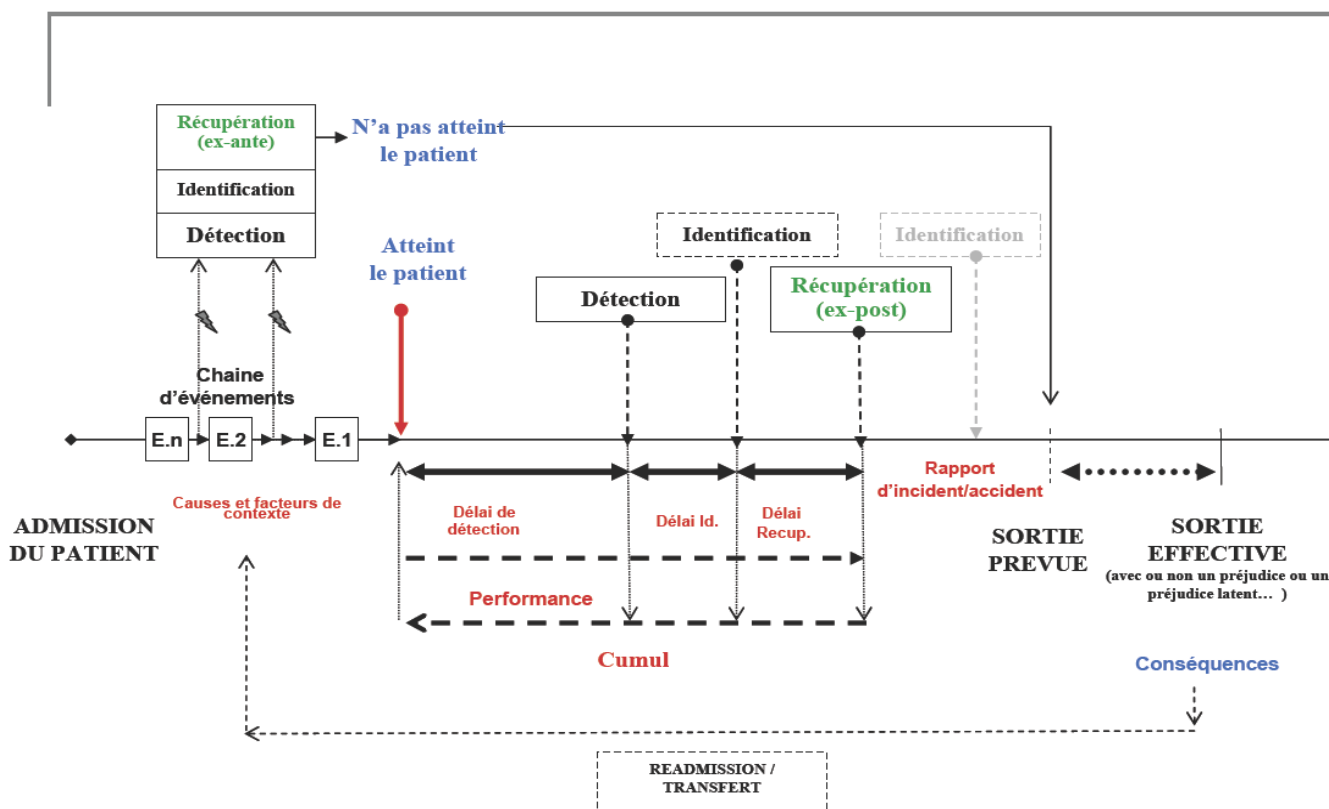 Récupération
(ex-ante)
Identification
Détection
N'a pas atteint
le patient
Atteint
le patient
Détection
Identification
Récupération
(ex-post)
Identification
Chaine
d'événements
E.n
E.2
E.1
Causes et facteurs de
contexte
ADMISSION
DU PATIENT
Délai de
détection
Délai Id.
Délai
Recup.
Rapport
d'incident/accident
SORTIE
PREVUE
SORTIE
EFFECTIVE
(avec ou non un préjudice ou un
préjudice latent… )
Performance
Cumul
Conséquences
READMISSION /
TRANSFERT